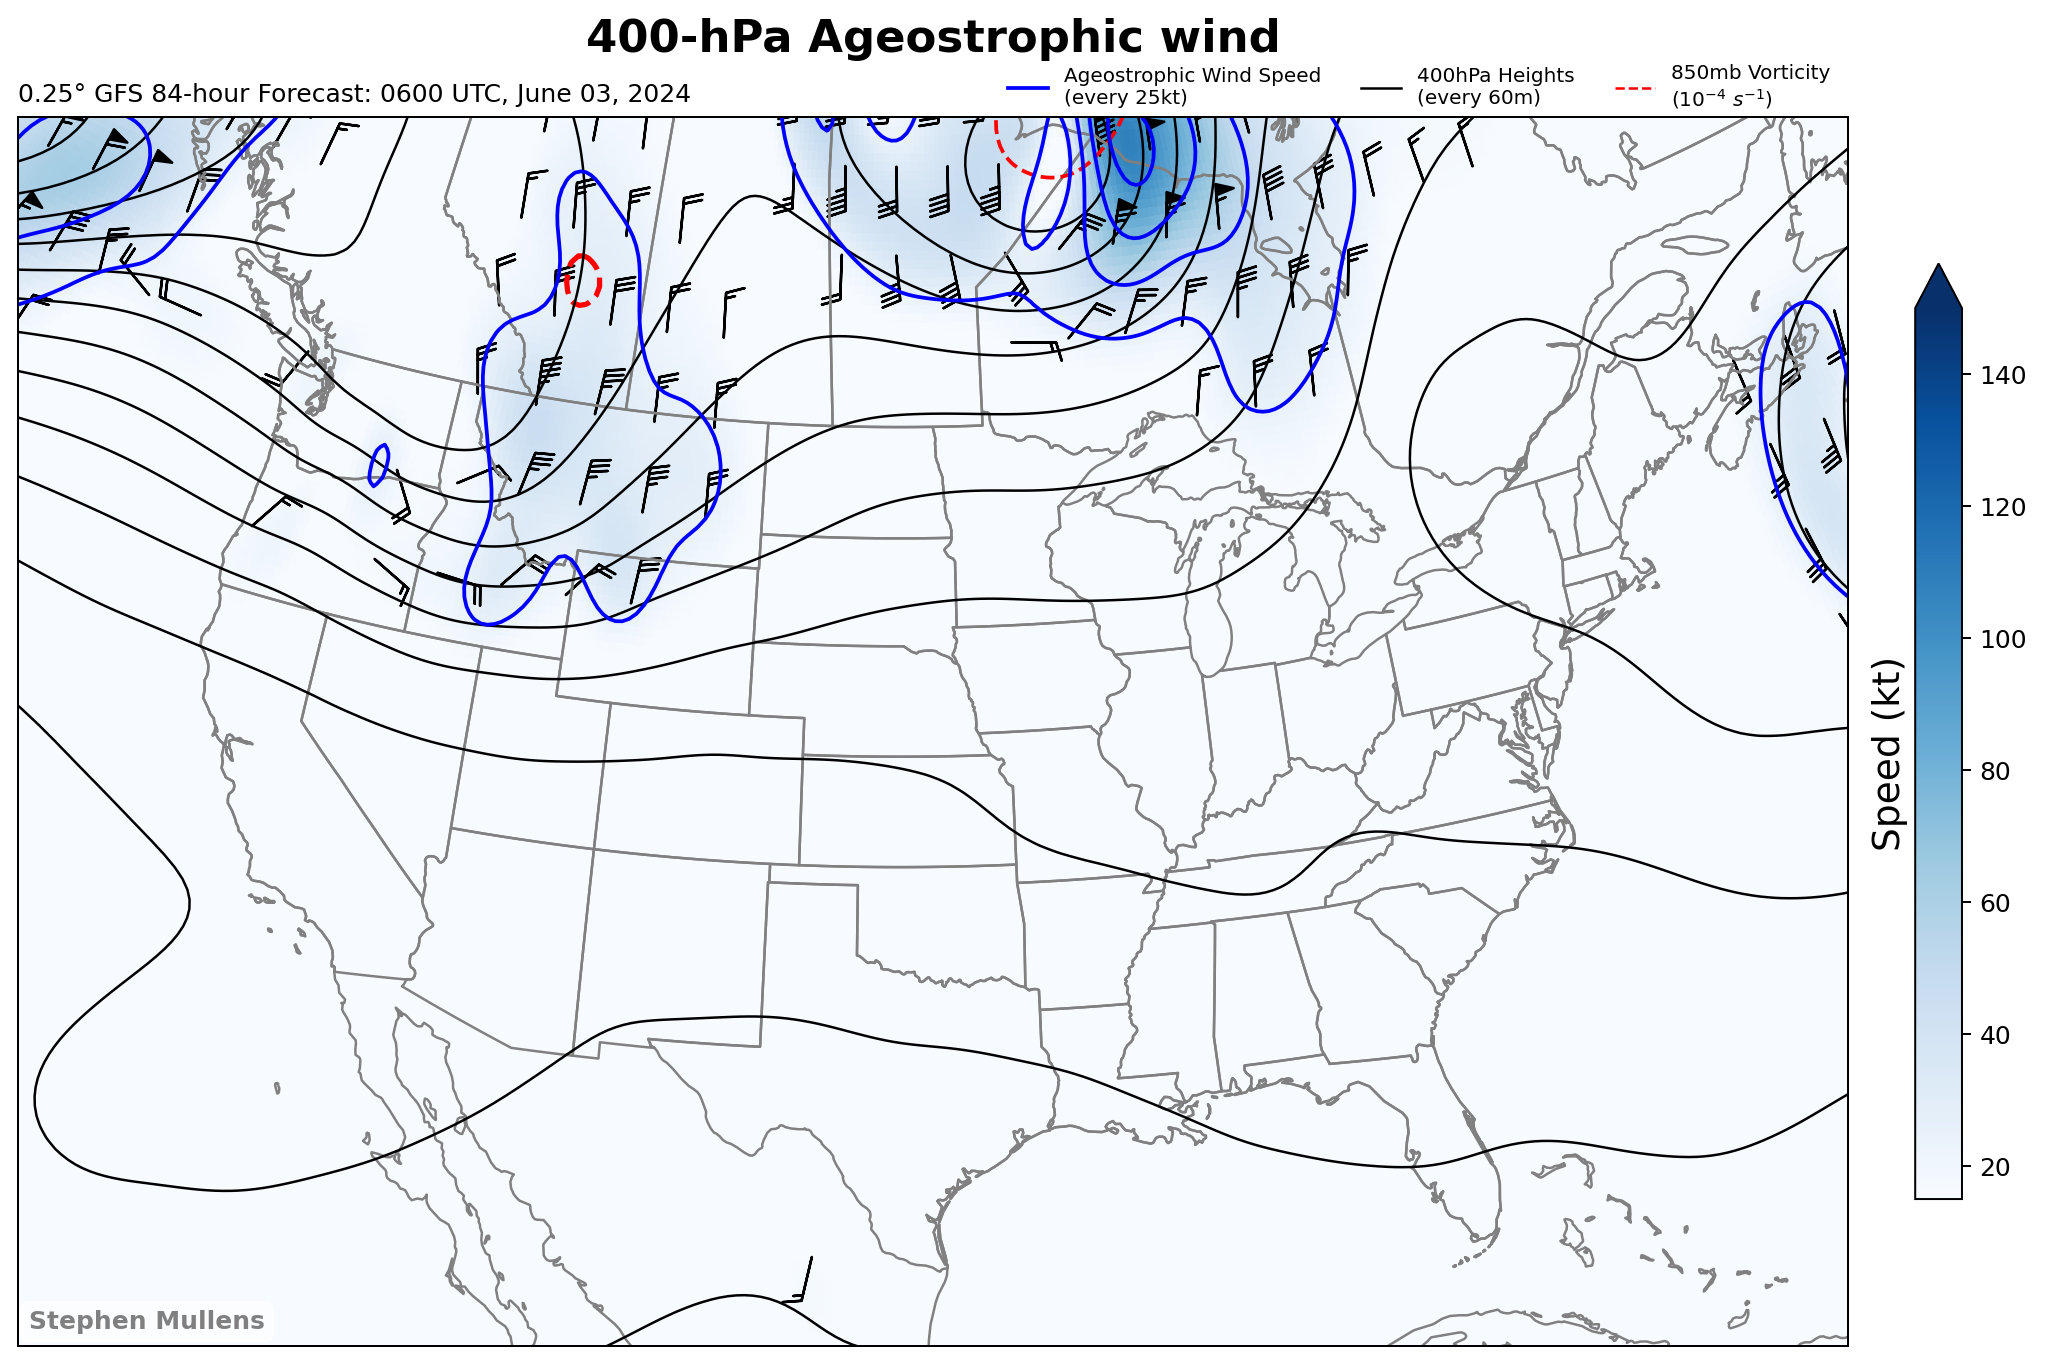 400-hPa Ageostrophic wind
0.25° GFS 84-hour Forecast: 0600 UTC, June 03, 2024
Ageostrophic Wind Speed
(every 25kt)
400hPa Heights
(every 60m)
850mb Vorticity
(10⁻⁴ s⁻¹)
140
120
100
80
60
40
20
Speed (kt)
Stephen Mullens